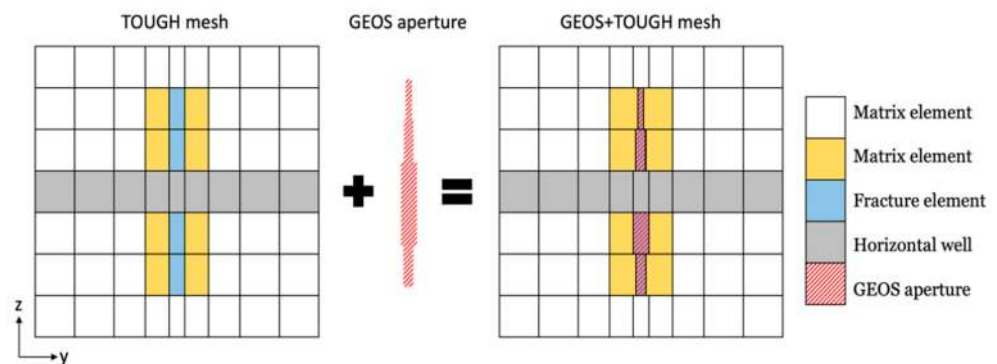 TOUGH mesh
GEOS aperture
GEOS+TOUGH mesh
Matrix element
Matrix element
Fracture element
Horizontal well
GEOS aperture
z
y